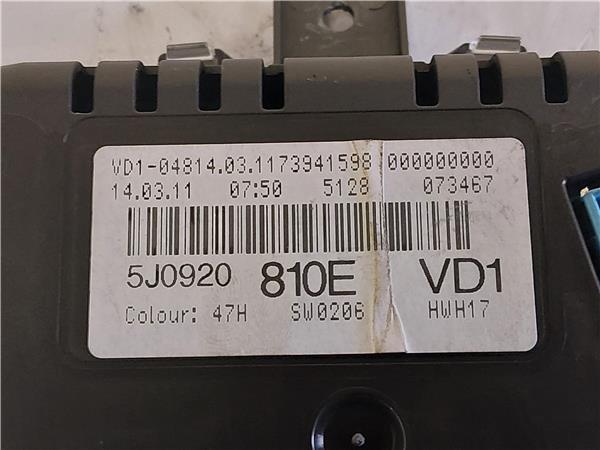 VD1-04814.03.1173941598 000000000
14.03.11 07:50 5128 073467
5J0920 810E VD1
Colour: 47H SW0206 HWH17